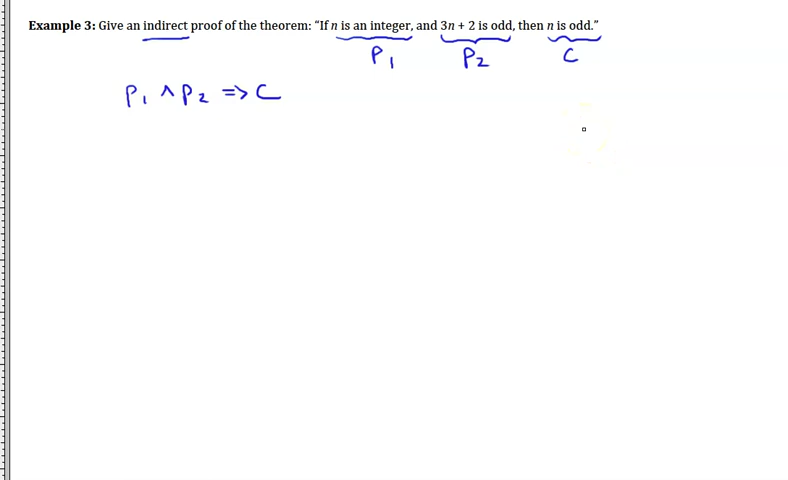 Example 3: Give an indirect proof of the theorem: “If n is an integer, and 3n + 2 is odd, then n is odd.”
P₁ P₂ C
P₁ ∧ P₂ ⇒ C